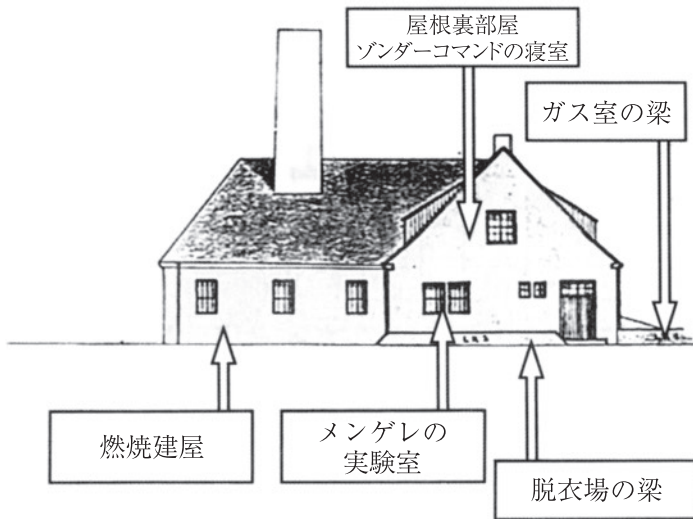 屋根裏部屋
ゾンダーコマンドの寝室
ガス室の梁
燃焼建屋
メンゲレの
実験室
脱衣場の梁